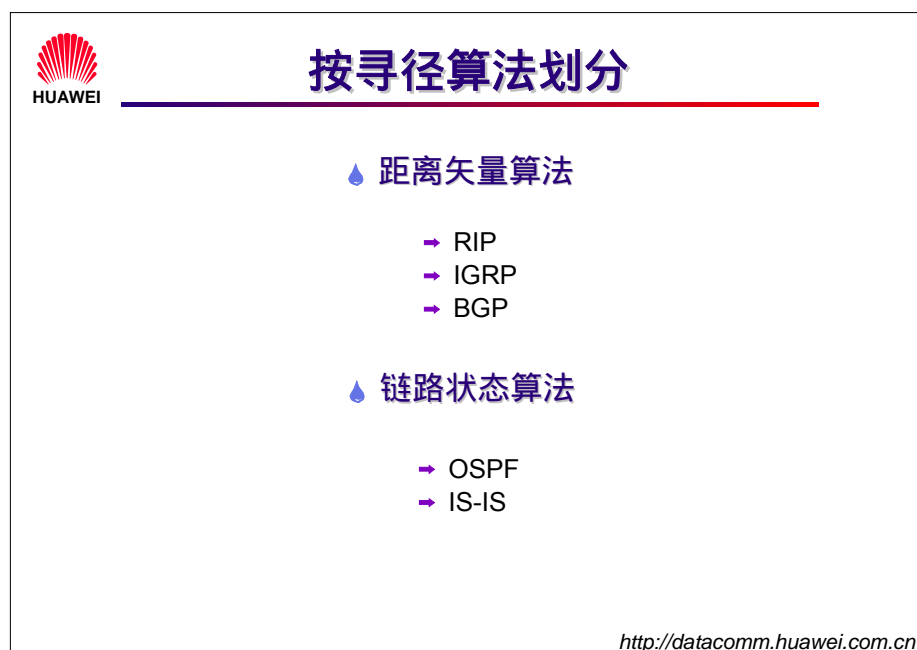 HUAWEI
按寻径算法划分
距离矢量算法
RIP
IGRP
BGP
链路状态算法
OSPF
IS-IS
http://datacomm.huawei.com.cn